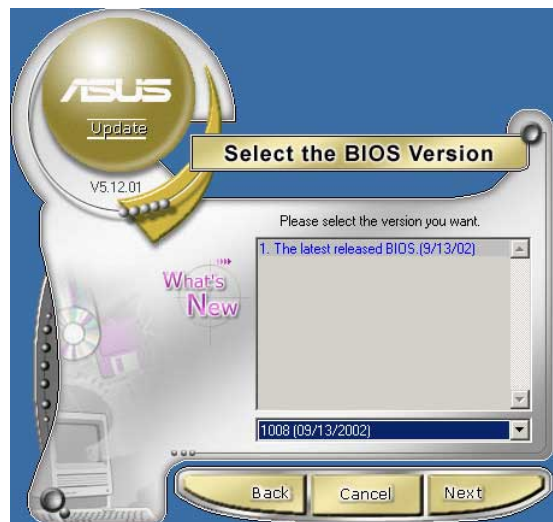 ASUS
Update
V5.12.01
Select the BIOS Version
Please select the version you want.
1. The latest released BIOS.(9/13/02)
What's
New
1008 (09/13/2002)
Back
Cancel
Next